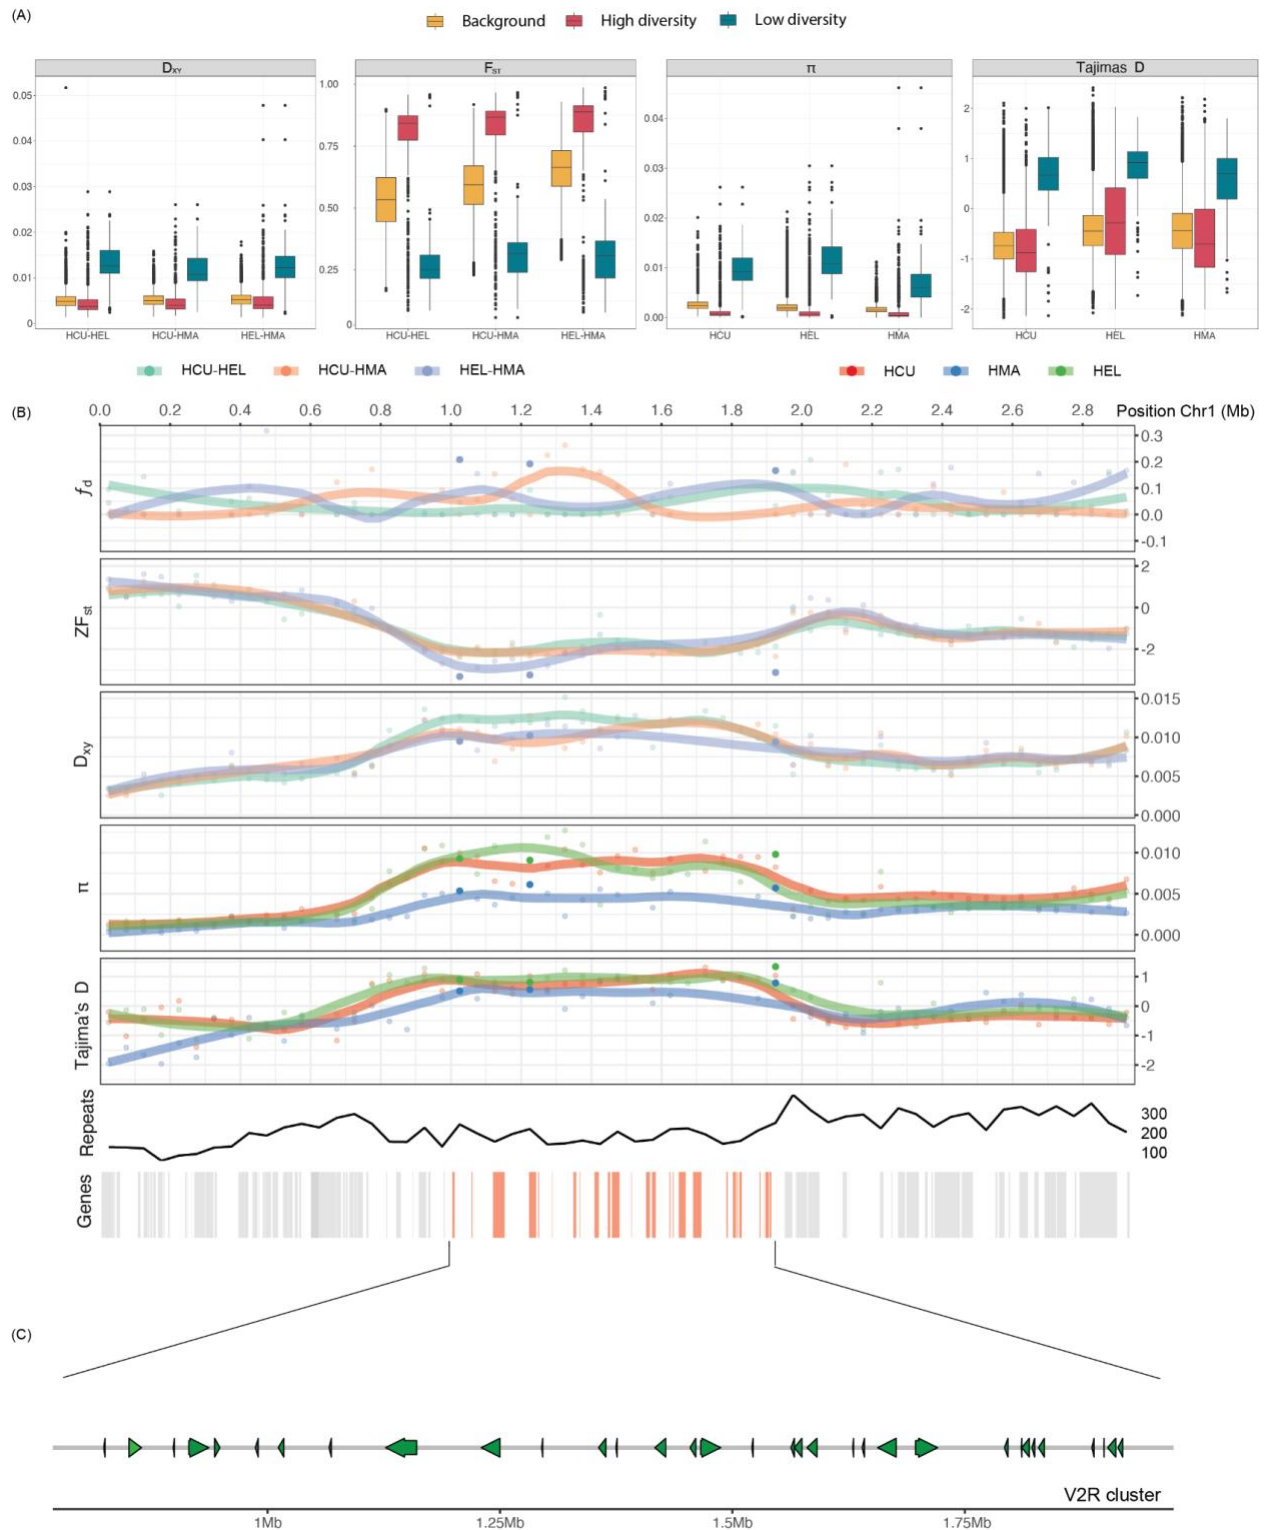 (A)
Background High diversity Low diversity
Dxy Fst π Tajimas D
0.05
0.04
0.03
0.02
0.01
0
1.00
0.75
0.50
0.25
0
0.04
0.03
0.02
0.01
0.00
2
1
0
-1
-2
HCU-HEL HCU-HMA HEL-HMA HCU-HEL HCU-HMA HEL-HMA HCU HEL HMA HCU HEL HMA
HCU-HEL HCU-HMA HEL-HMA HCU HMA HEL
(B) 0.0 0.2 0.4 0.6 0.8 1.0 1.2 1.4 1.6 1.8 2.0 2.2 2.4 2.6 2.8 Position Chr1 (Mb)
fd
0.3
0.2
0.1
0.0
-0.1
ZFst
2
0
-2
Dxy
0.015
0.010
0.005
0.000
π
0.010
0.005
0.000
Tajima's D
1
0
-1
-2
Repeats
300
200
100
Genes
(C)
V2R cluster
1Mb 1.25Mb 1.5Mb 1.75Mb